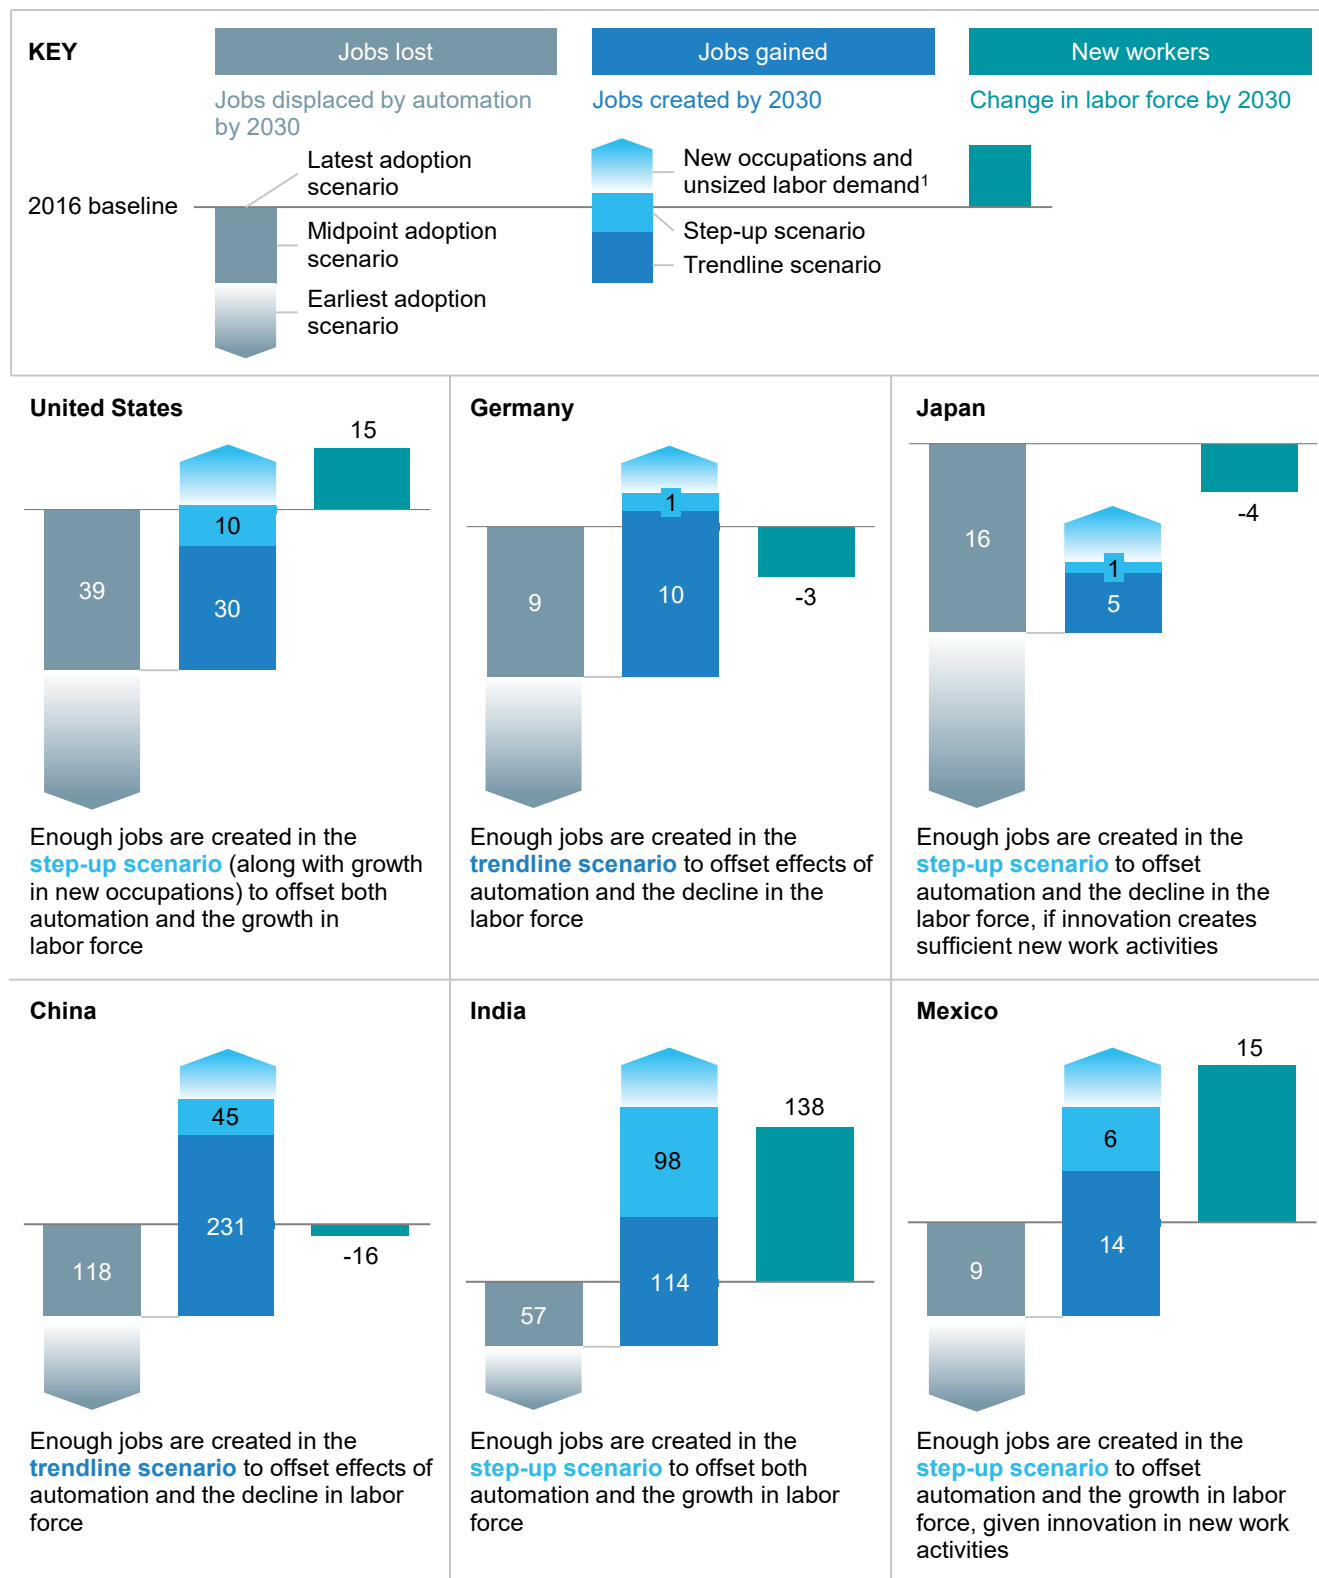 KEY
Jobs lost
Jobs gained
New workers
Jobs displaced by automation
by 2030
Jobs created by 2030
Change in labor force by 2030
2016 baseline
Latest adoption
scenario
Midpoint adoption
scenario
Earliest adoption
scenario
New occupations and
unsized labor demand¹
Step-up scenario
Trendline scenario
United States
15
10
39
30
Enough jobs are created in the
step-up scenario (along with growth
in new occupations) to offset both
automation and the growth in
labor force
Germany
1
9
10
-3
Enough jobs are created in the
trendline scenario to offset effects of
automation and the decline in the
labor force
Japan
16
1
5
-4
Enough jobs are created in the
step-up scenario to offset
automation and the decline in the
labor force, if innovation creates
sufficient new work activities
China
45
231
118
-16
Enough jobs are created in the
trendline scenario to offset effects of
automation and the decline in labor
force
India
138
98
114
57
Enough jobs are created in the
step-up scenario to offset both
automation and the growth in labor
force
Mexico
15
6
14
9
Enough jobs are created in the
step-up scenario to offset
automation and the growth in labor
force, given innovation in new work
activities